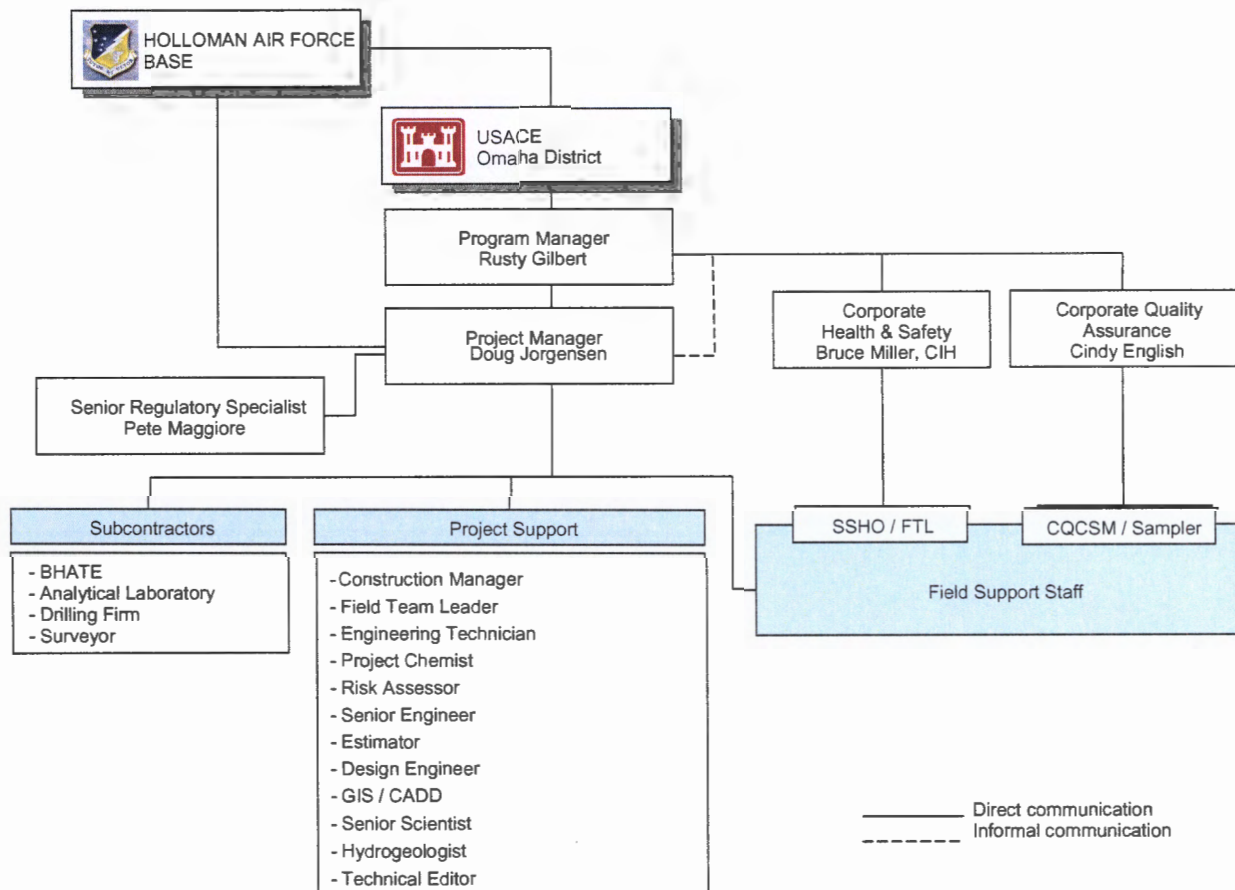 HOLLOMAN AIR FORCE
BASE
USACE
Omaha District
Program Manager
Rusty Gilbert
Project Manager
Doug Jorgensen
Corporate
Health & Safety
Bruce Miller, CIH
Corporate Quality
Assurance
Cindy English
Senior Regulatory Specialist
Pete Maggiore
Subcontractors
- BHATE
- Analytical Laboratory
- Drilling Firm
- Surveyor
Project Support
- Construction Manager
- Field Team Leader
- Engineering Technician
- Project Chemist
- Risk Assessor
- Senior Engineer
- Estimator
- Design Engineer
- GIS / CADD
- Senior Scientist
- Hydrogeologist
- Technical Editor
SSHO / FTL
CQCSM / Sampler
Field Support Staff
Direct communication
Informal communication